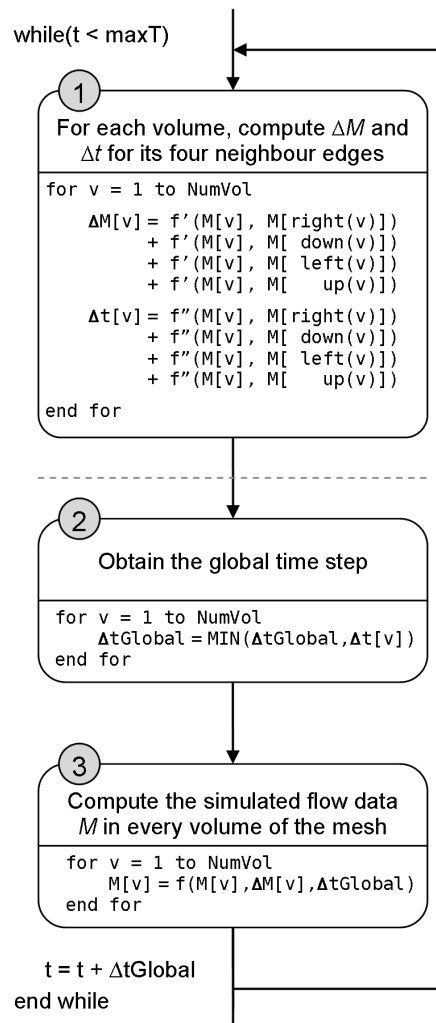 while(t < maxT)
1
For each volume, compute ΔM and
Δt for its four neighbour edges
for v = 1 to NumVol
ΔM[v] = f′(M[v], M[right(v)])
+ f′(M[v], M[ down(v)])
+ f′(M[v], M[ left(v)])
+ f′(M[v], M[   up(v)])
Δt[v] = f″(M[v], M[right(v)])
+ f″(M[v], M[ down(v)])
+ f″(M[v], M[ left(v)])
+ f″(M[v], M[   up(v)])
end for
2
Obtain the global time step
for v = 1 to NumVol
ΔtGlobal = MIN(ΔtGlobal,Δt[v])
end for
3
Compute the simulated flow data
M in every volume of the mesh
for v = 1 to NumVol
M[v] = f(M[v],ΔM[v],ΔtGlobal)
end for
t = t + ΔtGlobal
end while